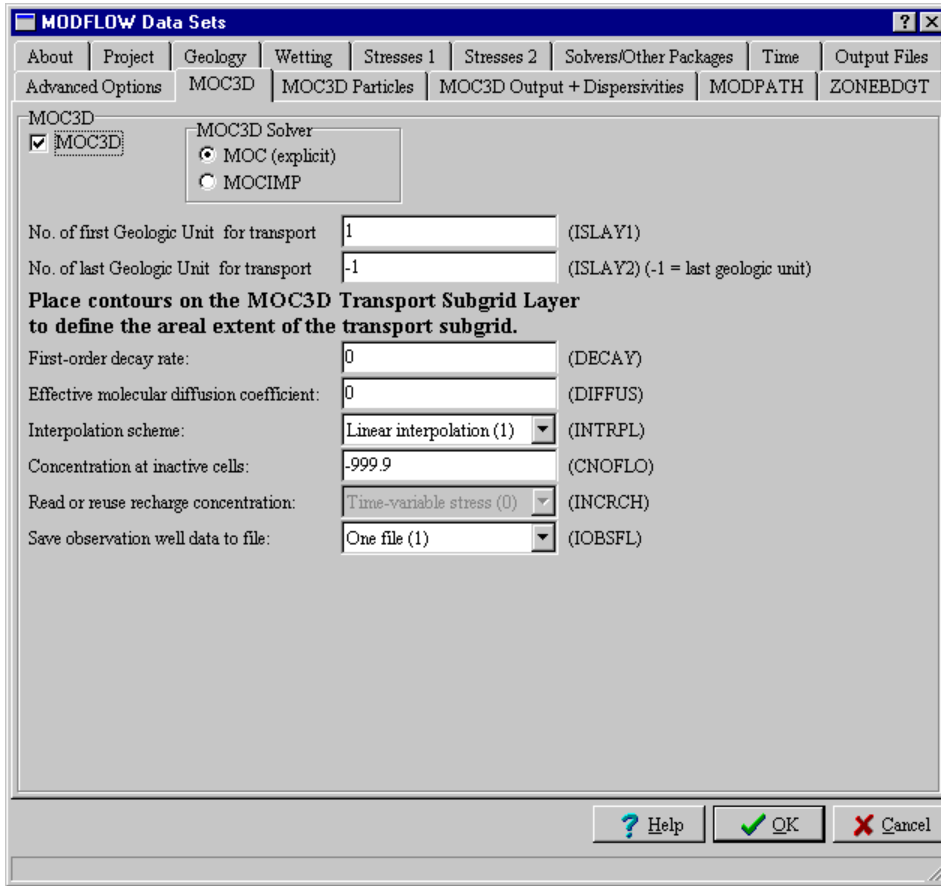 MODFLOW Data Sets
About Project Geology Wetting Stresses 1 Stresses 2 Solvers/Other Packages Time Output Files
Advanced Options MOC3D MOC3D Particles MOC3D Output + Dispersivities MODPATH ZONEBDGT
MOC3D
MOC3D
MOC3D Solver
MOC (explicit)
MOCIMP
No. of first Geologic Unit for transport 1 (ISLAY1)
No. of last Geologic Unit for transport -1 (ISLAY2) (-1 = last geologic unit)
Place contours on the MOC3D Transport Subgrid Layer
to define the areal extent of the transport subgrid.
First-order decay rate: 0 (DECAY)
Effective molecular diffusion coefficient: 0 (DIFFUS)
Interpolation scheme: Linear interpolation (1) (INTRPL)
Concentration at inactive cells: -999.9 (CNOFLO)
Read or reuse recharge concentration: Time-variable stress (0) (INCRCH)
Save observation well data to file: One file (1) (IOBSFL)
? Help OK Cancel